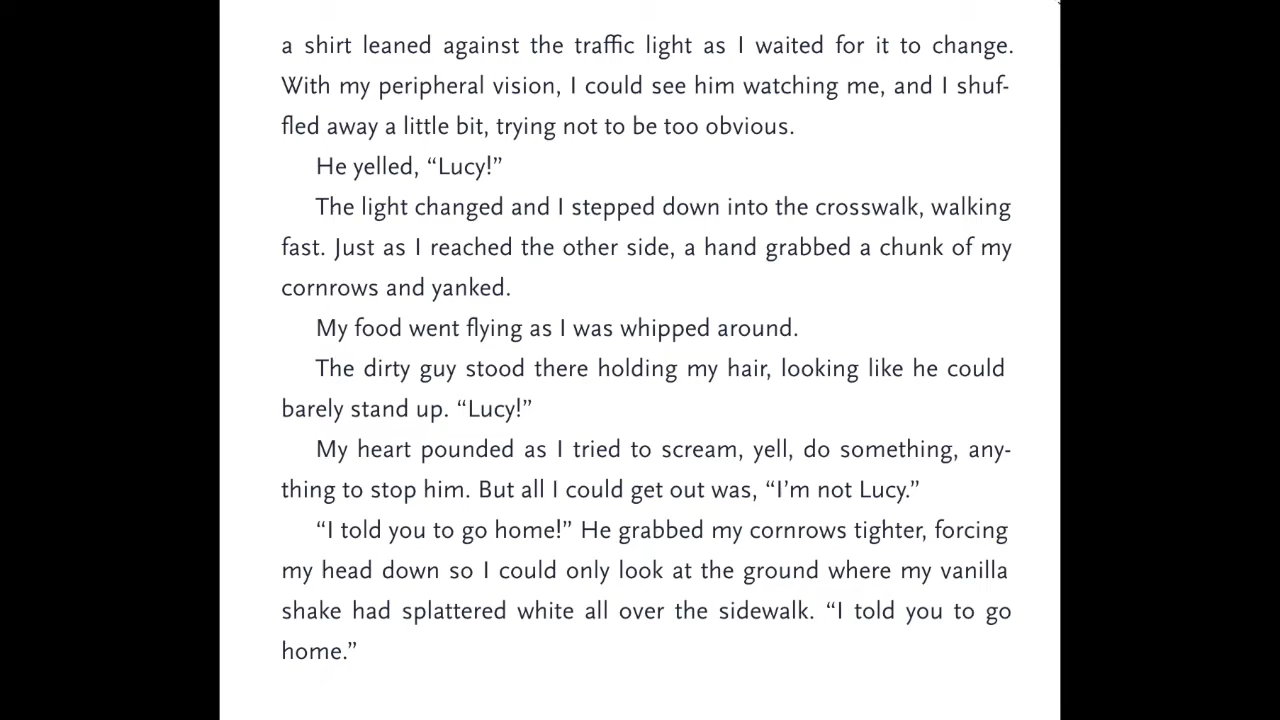 a shirt leaned against the traffic light as I waited for it to change.
With my peripheral vision, I could see him watching me, and I shuf-
fled away a little bit, trying not to be too obvious.
He yelled, “Lucy!”
The light changed and I stepped down into the crosswalk, walking
fast. Just as I reached the other side, a hand grabbed a chunk of my
cornrows and yanked.
My food went flying as I was whipped around.
The dirty guy stood there holding my hair, looking like he could
barely stand up. “Lucy!”
My heart pounded as I tried to scream, yell, do something, any-
thing to stop him. But all I could get out was, “I’m not Lucy.”
“I told you to go home!” He grabbed my cornrows tighter, forcing
my head down so I could only look at the ground where my vanilla
shake had splattered white all over the sidewalk. “I told you to go
home.”